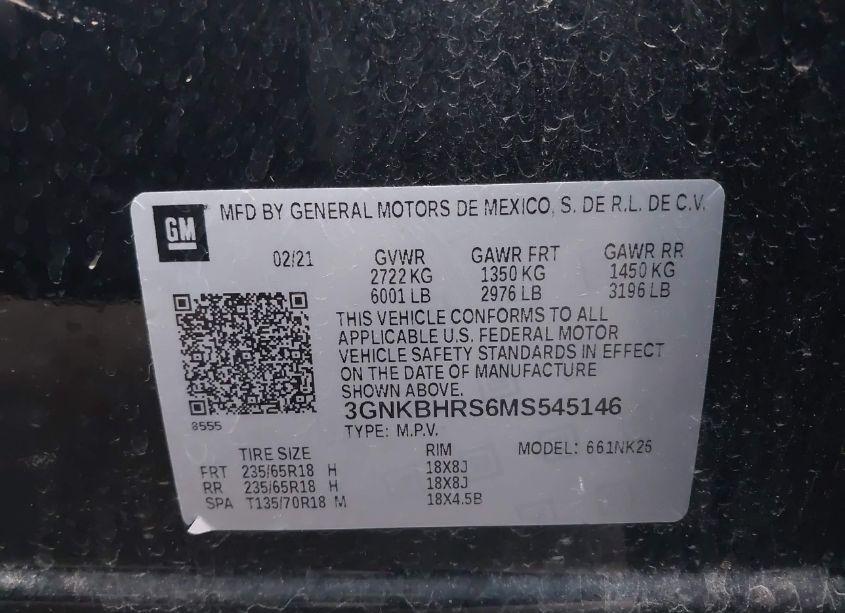 GM
MFD BY GENERAL MOTORS DE MEXICO, S. DE R.L. DE C.V.
02/21 GVWR GAWR FRT GAWR RR
2722 KG 1350 KG 1450 KG
6001 LB 2976 LB 3196 LB
THIS VEHICLE CONFORMS TO ALL
APPLICABLE U.S. FEDERAL MOTOR
VEHICLE SAFETY STANDARDS IN EFFECT
ON THE DATE OF MANUFACTURE
SHOWN ABOVE.
3GNKBHRS6MS545146
8555
TYPE: M.P.V.
TIRE SIZE RIM MODEL: 661NK26
FRT 235/65R18 H 18X8J
RR 235/65R18 H 18X8J
SPA T135/70R18 M 18X4.5B